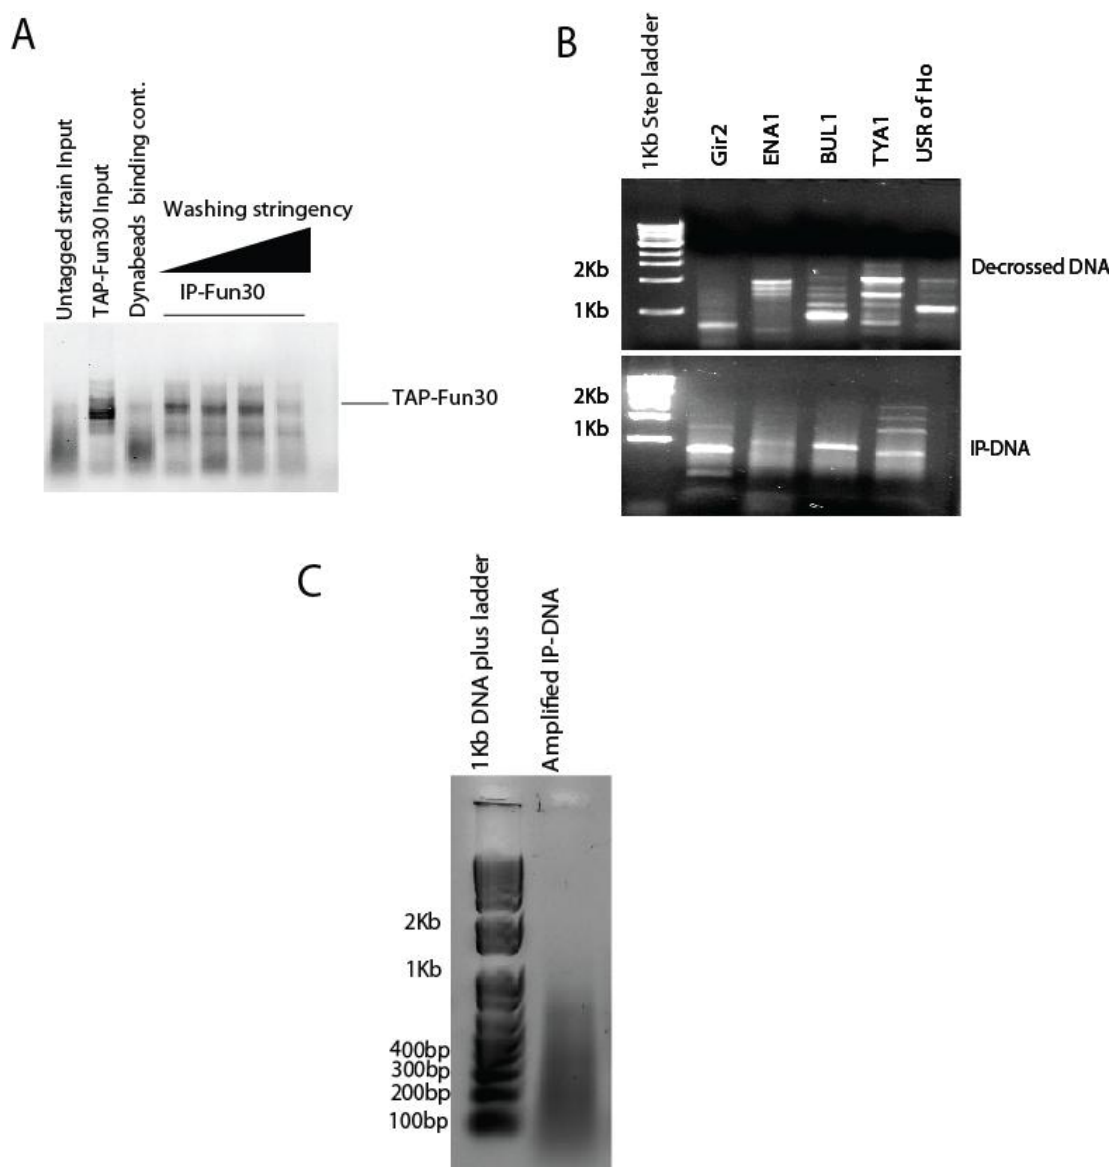 A
Untagged strain Input
TAP-Fun30 Input
Dynabeads binding cont.
Washing stringency
IP-Fun30
TAP-Fun30
B
1Kb Step ladder
Gir2
ENA1
BUL1
TYA1
USR of Ho
2Kb
1Kb
Decrossed DNA
2Kb
1Kb
IP-DNA
C
1Kb DNA plus ladder
Amplified IP-DNA
2Kb
1Kb
400bp
300bp
200bp
100bp